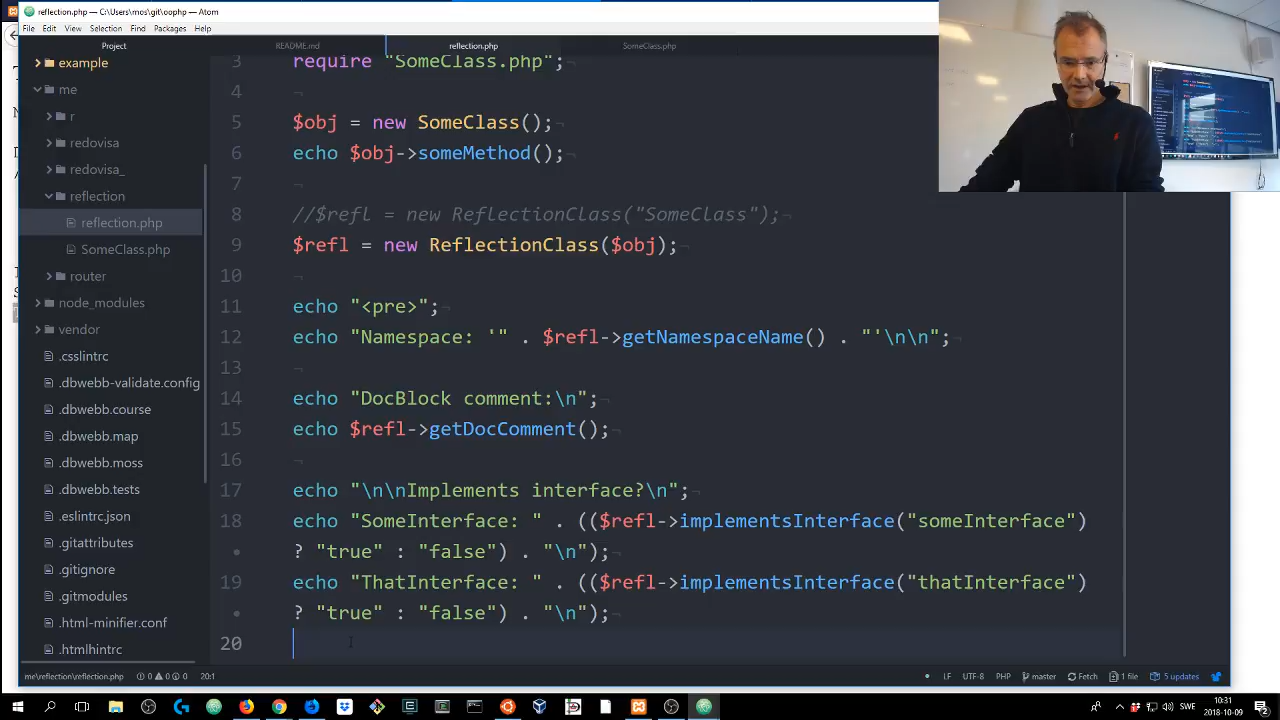 reflection.php — C:\Users\mos\git\oophp — Atom
File Edit View Selection Find Packages Help
Project
README.md
reflection.php
SomeClass.php
example
me
r
redovisa
redovisa_
reflection
reflection.php
SomeClass.php
router
node_modules
vendor
.csslintrc
.dbwebb-validate.config
.dbwebb.course
.dbwebb.map
.dbwebb.moss
.dbwebb.tests
.eslintrc.json
.gitattributes
.gitignore
.gitmodules
.html-minifier.conf
.htmlhintrc
3 require "SomeClass.php";
4
5 $obj = new SomeClass();
6 echo $obj->someMethod();
7
8 //$refl = new ReflectionClass("SomeClass");
9 $refl = new ReflectionClass($obj);
10
11 echo "<pre>";
12 echo "Namespace: '" . $refl->getNamespaceName() . "'\n\n";
13
14 echo "DocBlock comment:\n";
15 echo $refl->getDocComment();
16
17 echo "\n\nImplements interface?\n";
18 echo "SomeInterface: " . (($refl->implementsInterface("someInterface")
? "true" : "false") . "\n");
19 echo "ThatInterface: " . (($refl->implementsInterface("thatInterface")
? "true" : "false") . "\n");
20
me\reflection\reflection.php 0 0 0 20:1
LF UTF-8 PHP master Fetch 1 file 5 updates
SWE
10:31
2018-10-09